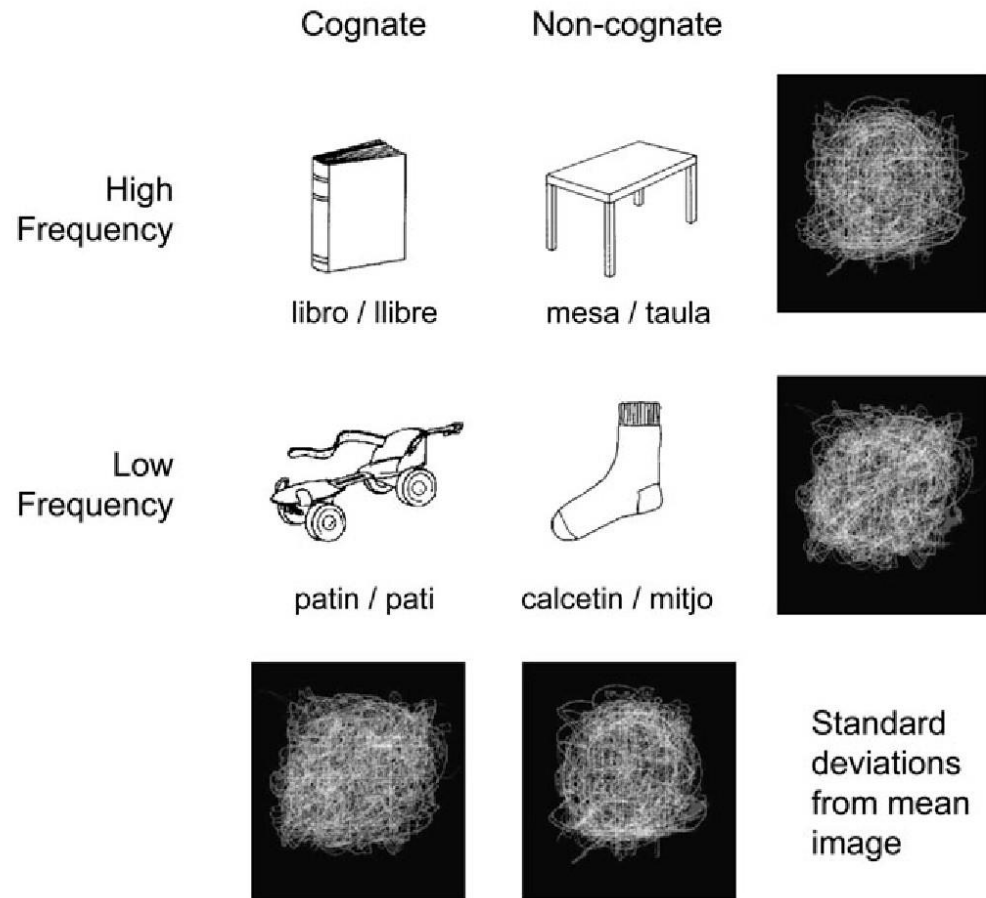 Cognate
Non-cognate
High
Frequency
libro / llibre
mesa / taula
Low
Frequency
patin / pati
calcetin / mitjo
Standard
deviations
from mean
image